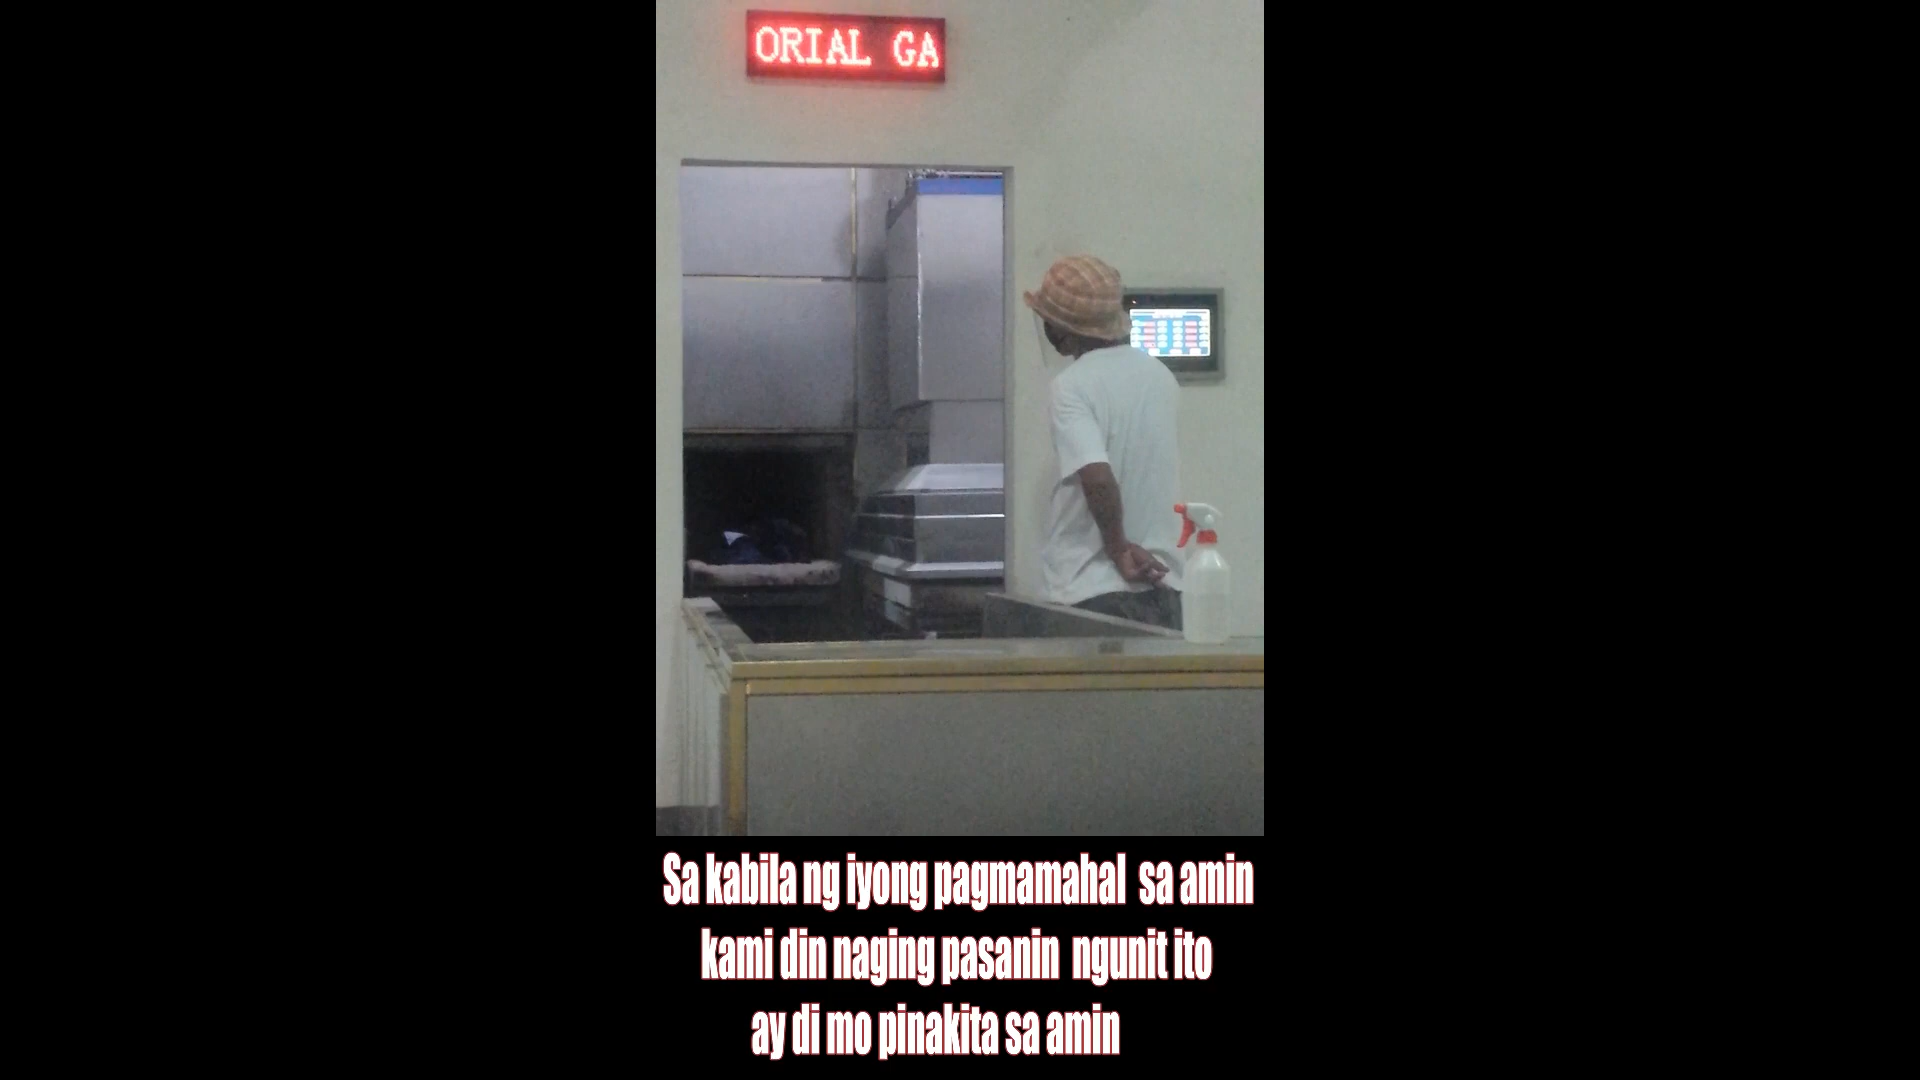 ORIAL GA
Sa kabila ng iyong pagmamahal sa amin
kami din naging pasanin ngunit ito
ay di mo pinakita sa amin